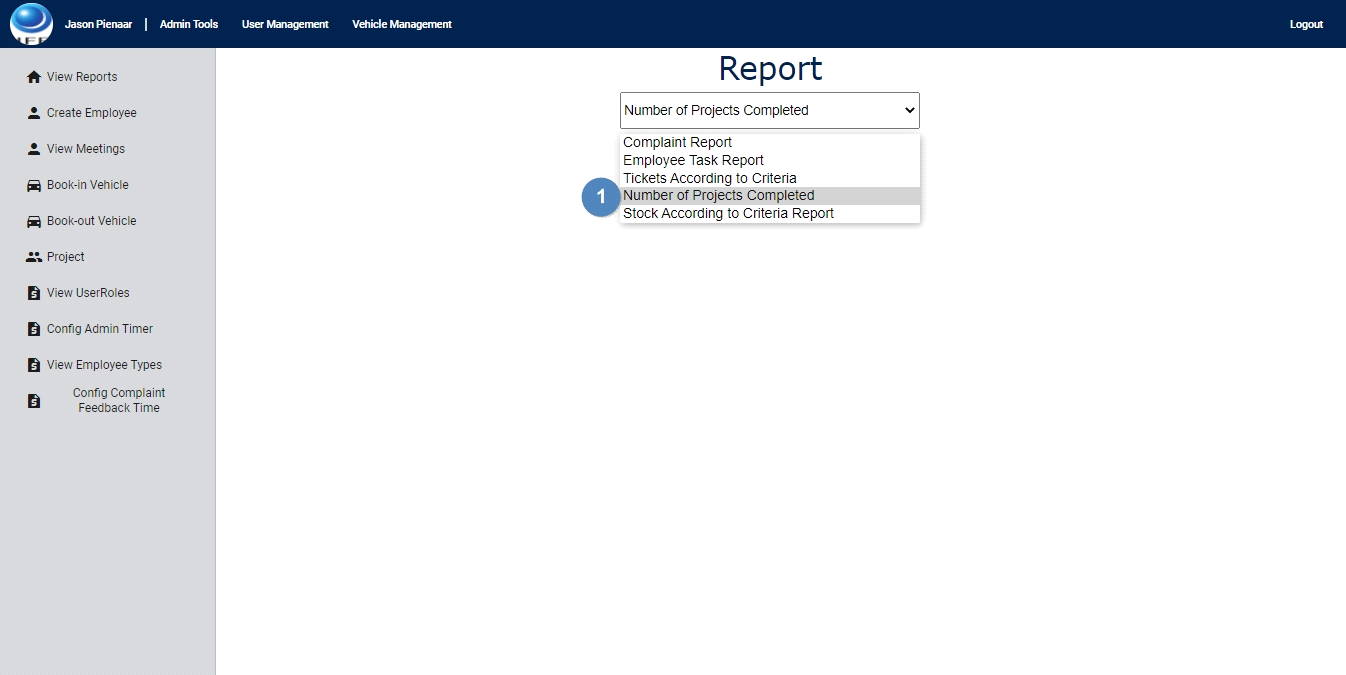 Jason Pienaar | Admin Tools User Management Vehicle Management Logout
View Reports
Create Employee
View Meetings
Book-in Vehicle
Book-out Vehicle
Project
View UserRoles
Config Admin Timer
View Employee Types
Config Complaint
Feedback Time
Report
Number of Projects Completed
Complaint Report
Employee Task Report
Tickets According to Criteria
1 Number of Projects Completed
Stock According to Criteria Report